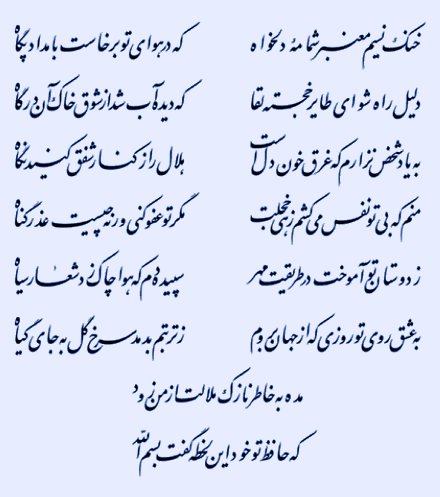 خنک نسیم معنبر شمامهٔ دلخواه که در هوای تو برخاست بامداد پگاه
دلیل راه شو ای طایر خجسته لقا که دیده آب شد از شوق خاک آن درگاه
به یاد شخص نزارم که غرق خون دل است هلال را ز کنار شفق کنید نگاه
منم که بی تو نفس می کشم زهی خجلت مگر تو عفو کنی ور نه چیست عذر گناه
ز دوستان تو آموخت در طریقت مهر سپیده دم که هوا چاک زد شعار سیاه
به عشق روی تو روزی که از جهان بروم ز تربتم بدمد سرخ گل به جای گیاه
مده به خاطر نازک ملالت از من زود
که حافظ تو خود این لحظه گفت بسم الله